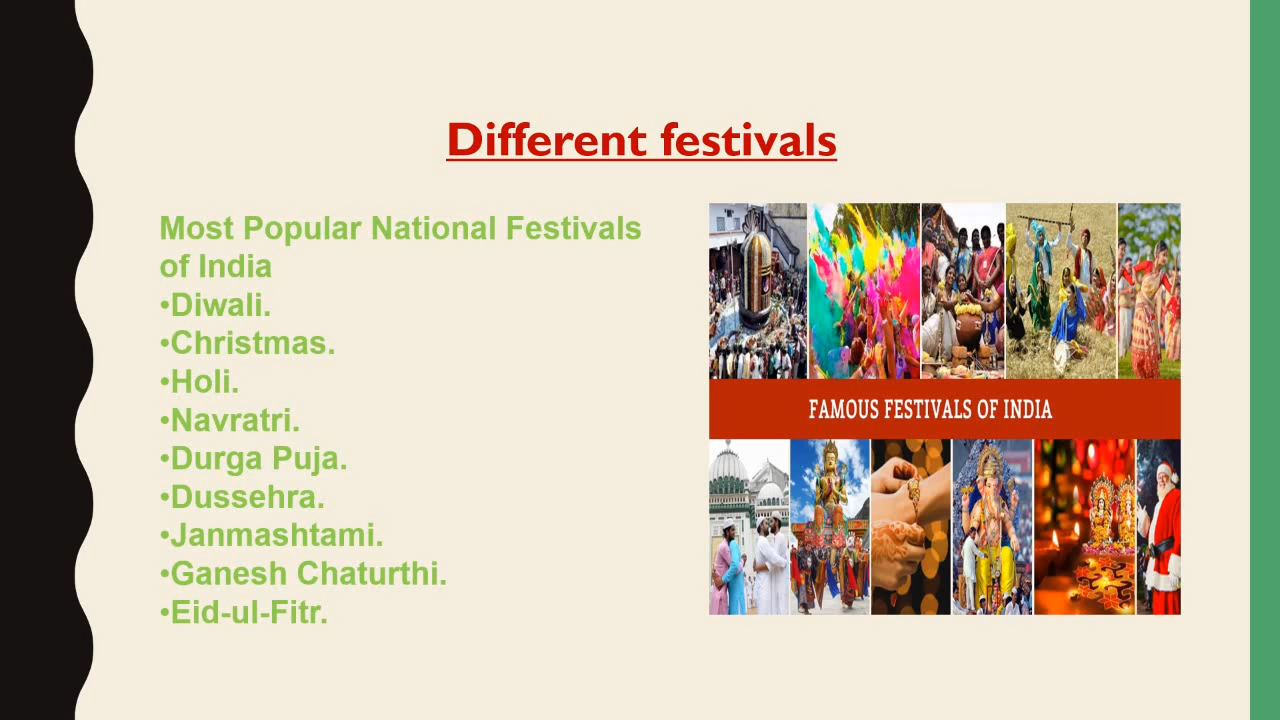 Different festivals
Most Popular National Festivals
of India
•Diwali.
•Christmas.
•Holi.
•Navratri.
•Durga Puja.
•Dussehra.
•Janmashtami.
•Ganesh Chaturthi.
•Eid-ul-Fitr.
FAMOUS FESTIVALS OF INDIA